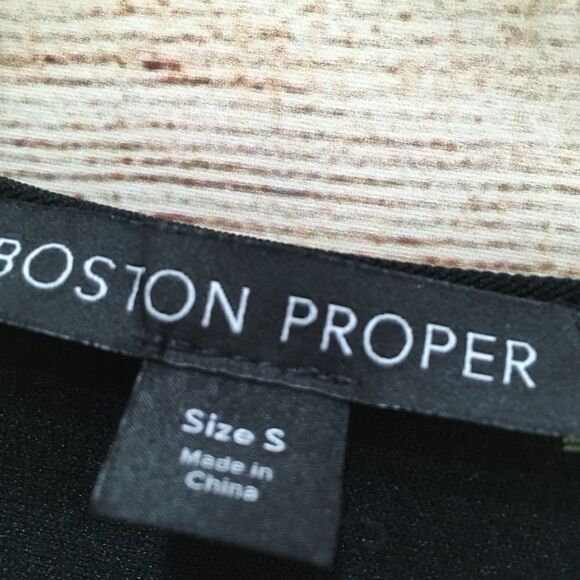 BOSTON PROPER
Size S
Made in
China